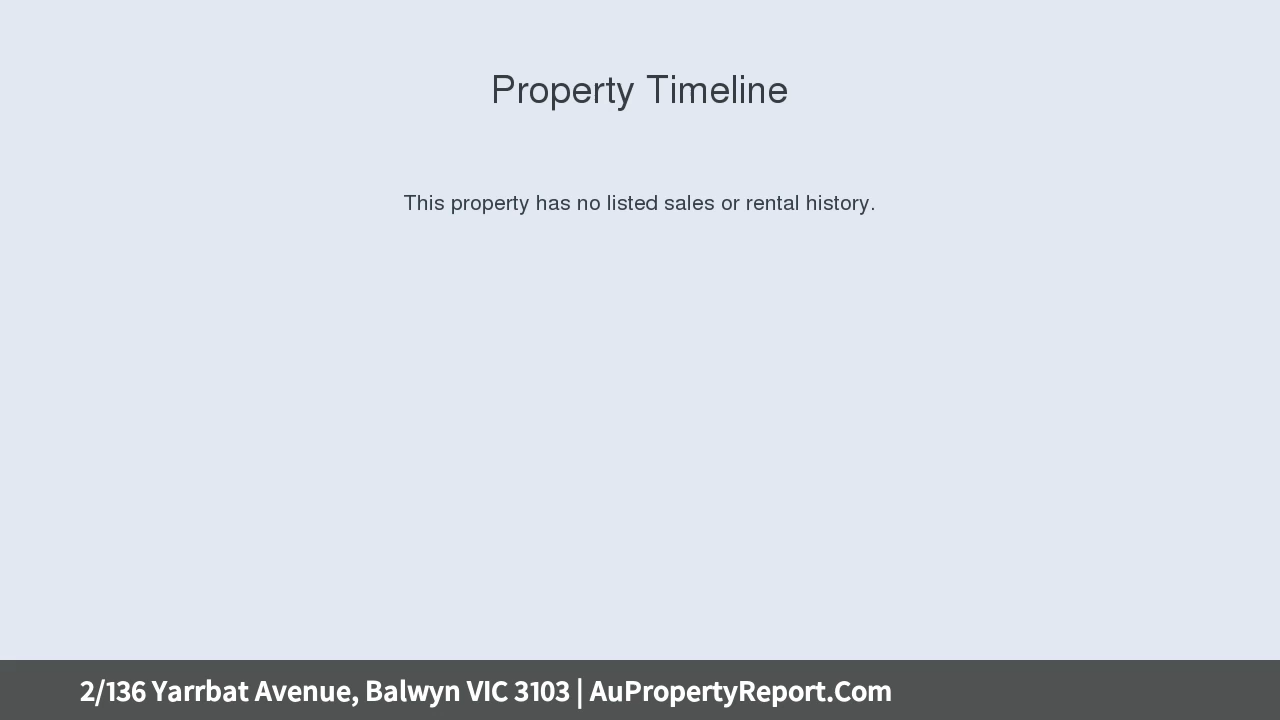 Property Timeline
This property has no listed sales or rental history.
2/136 Yarrbat Avenue, Balwyn VIC 3103 | AuPropertyReport.Com